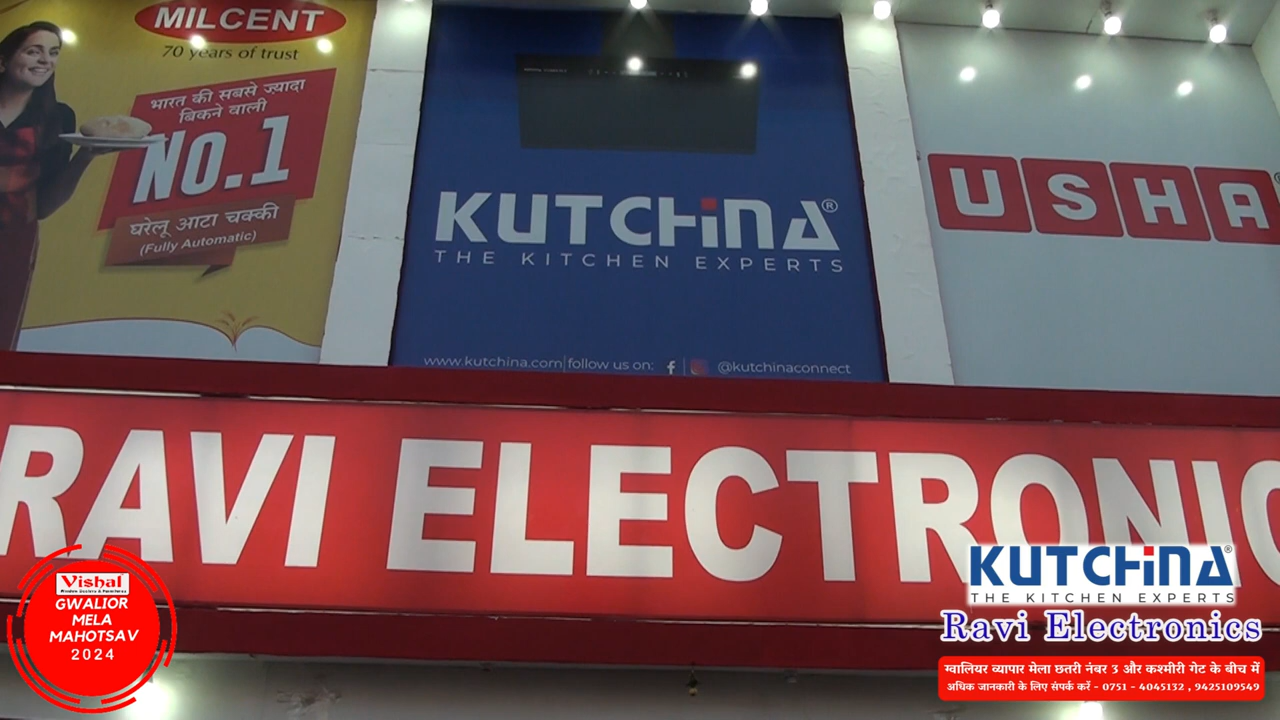 MILCENT
70 years of trust
भारत की सबसे ज्यादा
बिकने वाली
NO.1
घरेलू आटा चक्की
(Fully Automatic)
KUTCHINA®
THE KITCHEN EXPERTS
www.kutchina.com follow us on: @kutchinaconnect
USHA
RAVI ELECTRONIC
Vishal
GWALIOR
MELA
MAHOTSAV
2024
KUTCHINA®
THE KITCHEN EXPERTS
Ravi Electronics
ग्वालियर व्यापार मेला छतरी नंबर 3 और कश्मीरी गेट के बीच में
अधिक जानकारी के लिए संपर्क करें - 0751 - 4045132 , 9425109549